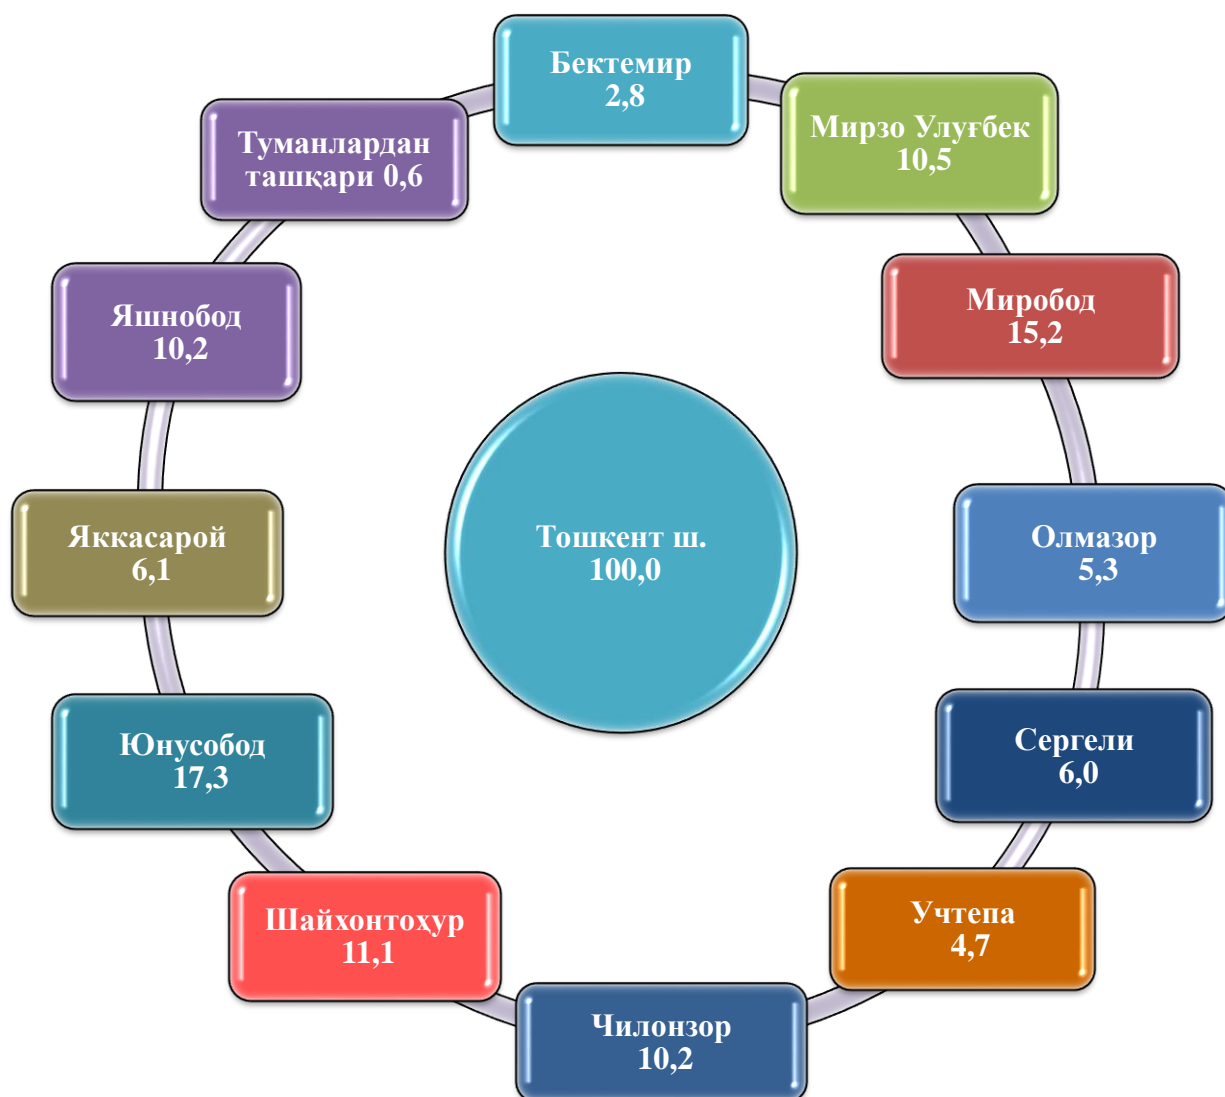 Бектемир
2,8
Мирзо Улуғбек
10,5
Миробод
15,2
Олмазор
5,3
Сергели
6,0
Учтепа
4,7
Чилонзор
10,2
Шайхонтоҳур
11,1
Юнусобод
17,3
Яккасарой
6,1
Яшнобод
10,2
Туманлардан
ташқари 0,6
Тошкент ш.
100,0